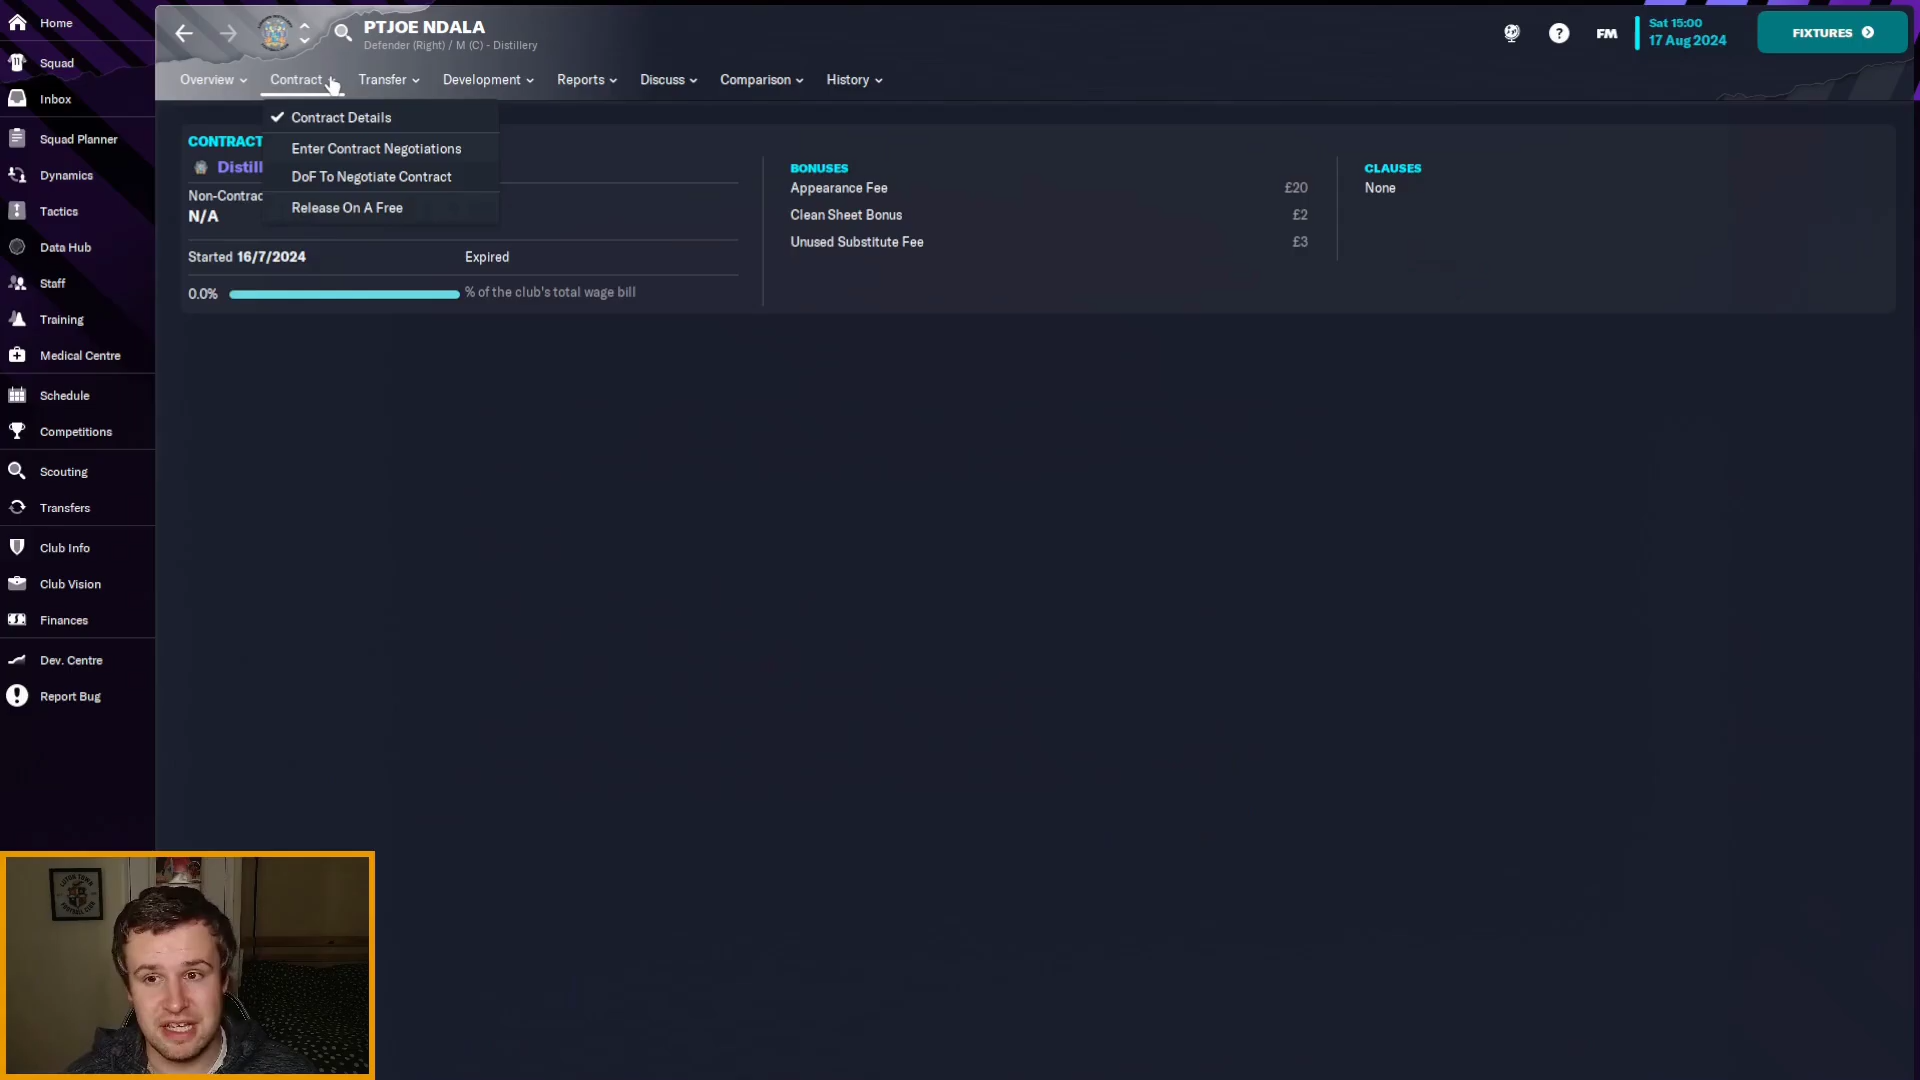 Home
Squad
Inbox
Squad Planner
Dynamics
Tactics
Data Hub
Staff
Training
Medical Centre
Schedule
Competitions
Scouting
Transfers
Club Info
Club Vision
Finances
Dev. Centre
Report Bug
PTJOE NDALA
Defender (Right) / M (C) - Distillery
FM
Sat 15:00
17 Aug 2024
FIXTURES
Overview
Contract
Transfer
Development
Reports
Discuss
Comparison
History
Contract Details
Enter Contract Negotiations
DoF To Negotiate Contract
Release On A Free
CONTRACT
Distill
Non-Contrac
N/A
Started 16/7/2024
Expired
0.0%
% of the club's total wage bill
BONUSES
Appearance Fee £20
Clean Sheet Bonus £2
Unused Substitute Fee £3
CLAUSES
None
LUTON TOWN
FOOTBALL CLUB